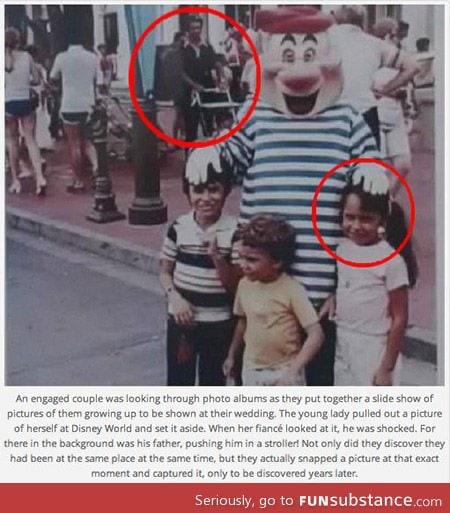 An engaged couple was looking through photo albums as they put together a slide show of
pictures of them growing up to be shown at their wedding. The young lady pulled out a picture
of herself at Disney World and set it aside. When her fiancé looked at it, he was shocked. For
there in the background was his father, pushing him in a stroller! Not only did they discover they
had been at the same place at the same time, but they actually snapped a picture at that exact
moment and captured it, only to be discovered years later.
Seriously, go to FUNsubstance.com